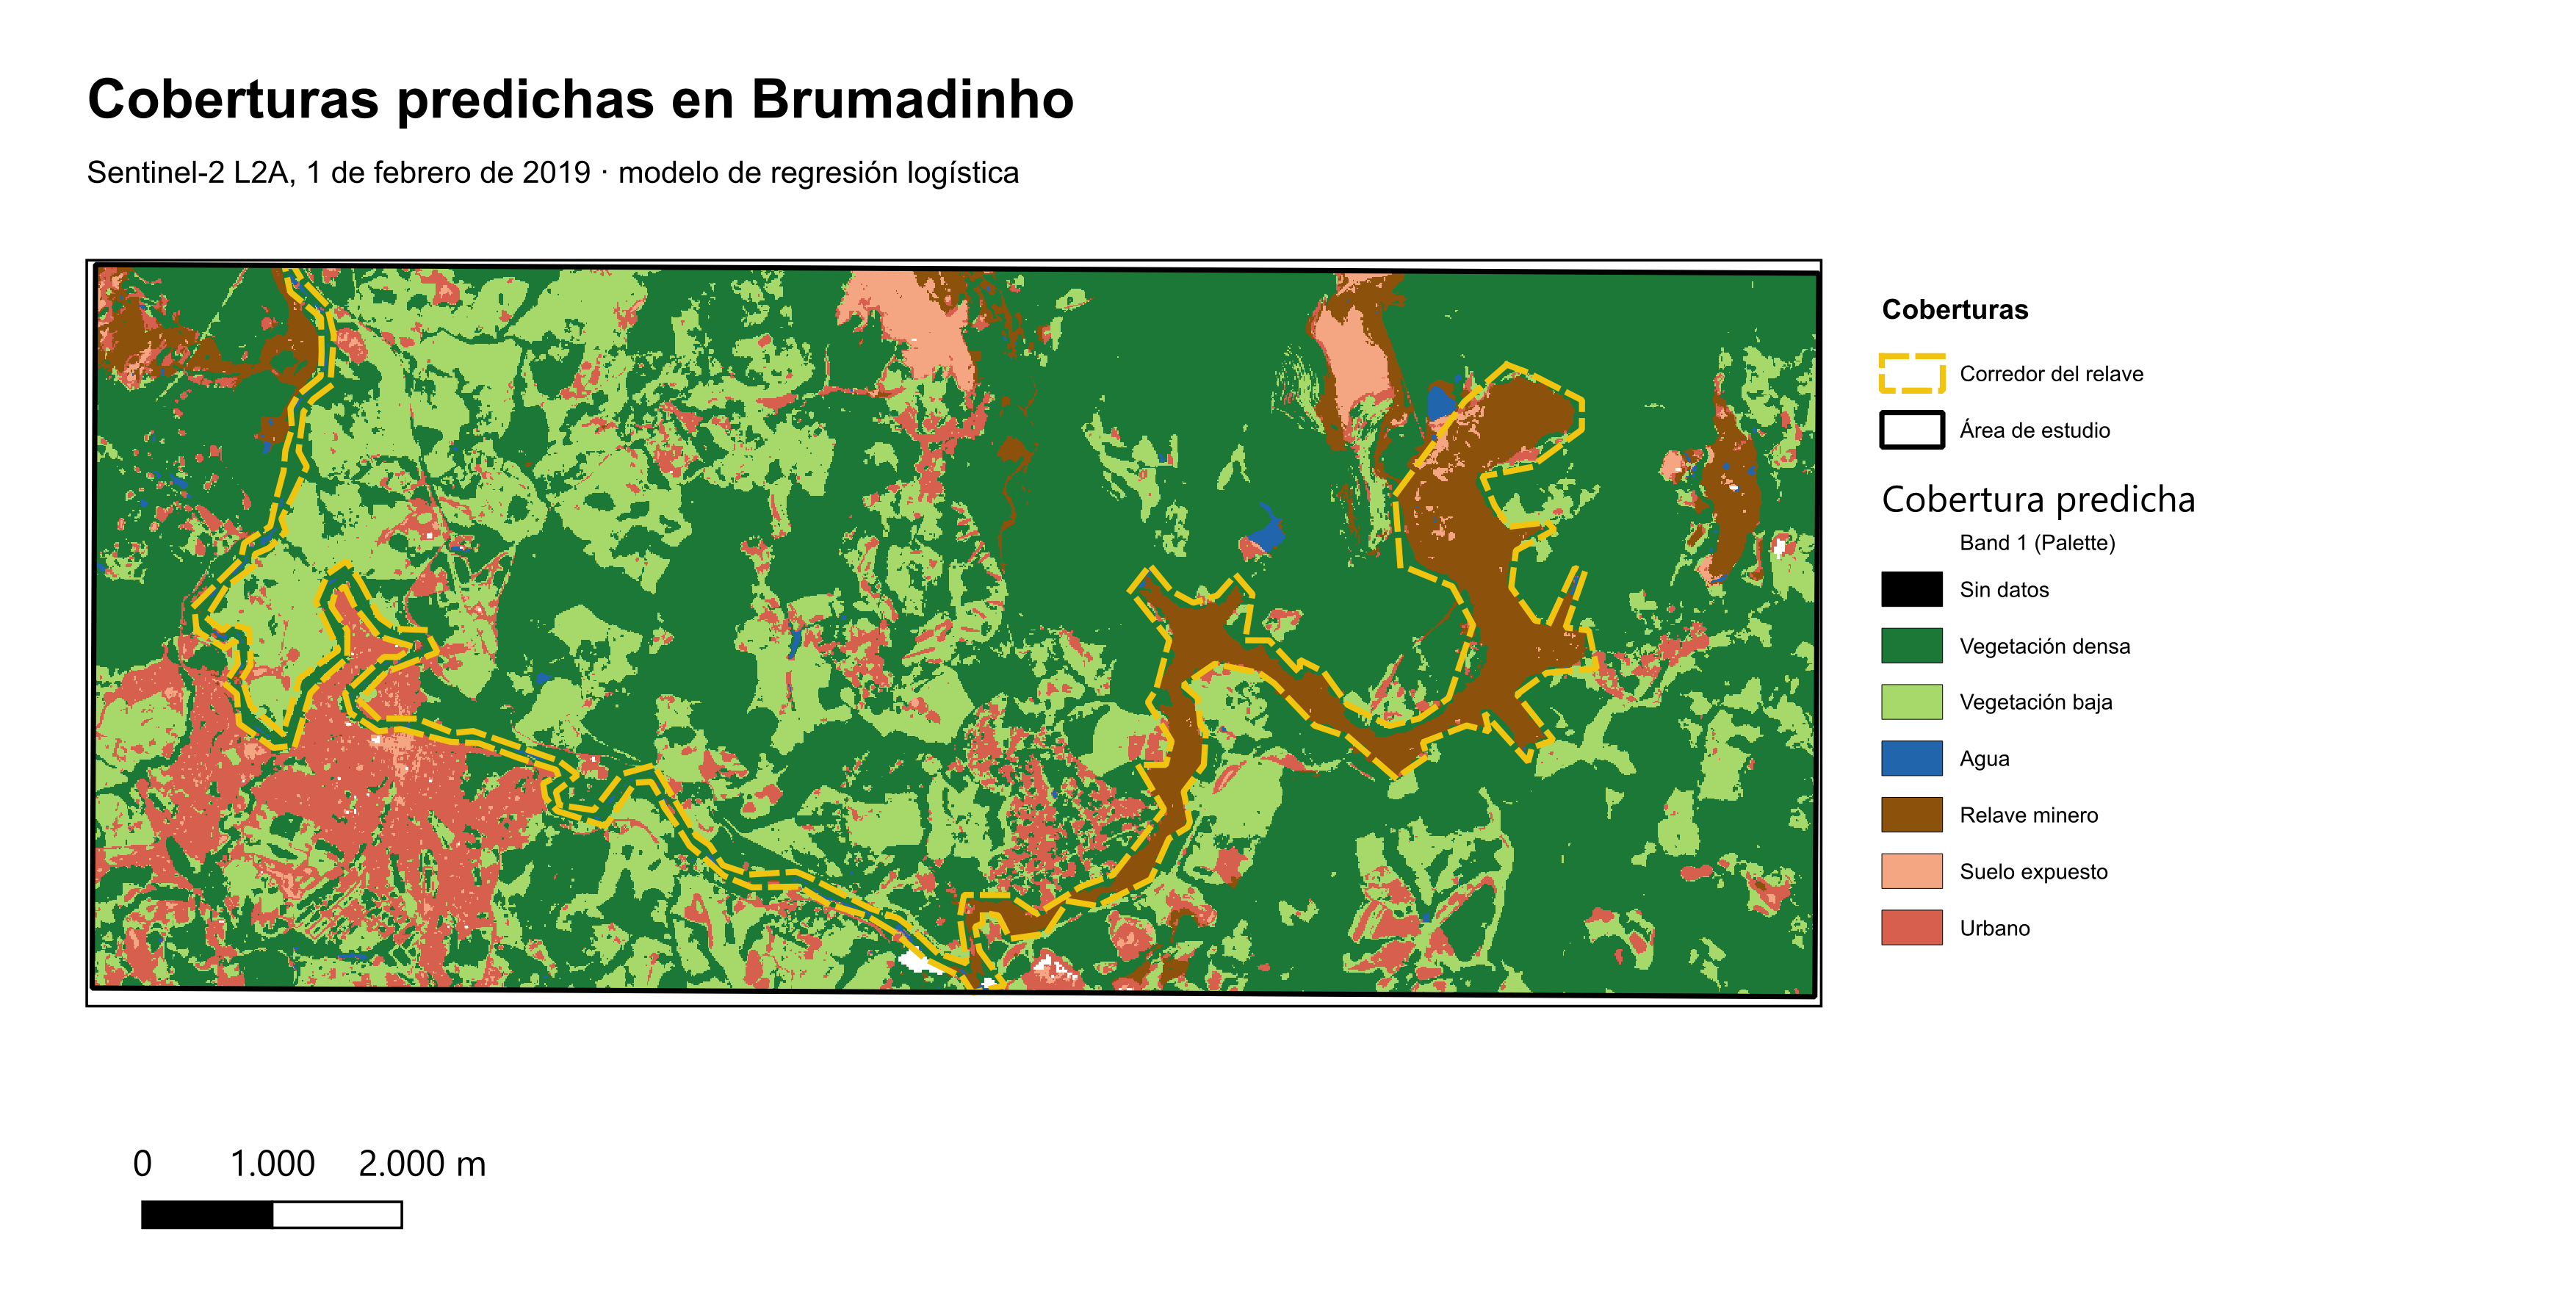 Coberturas predichas en Brumadinho
Sentinel-2 L2A, 1 de febrero de 2019 · modelo de regresión logística
Coberturas
Corredor del relave
Área de estudio
Cobertura predicha
Band 1 (Palette)
Sin datos
Vegetación densa
Vegetación baja
Agua
Relave minero
Suelo expuesto
Urbano
0 1.000 2.000 m